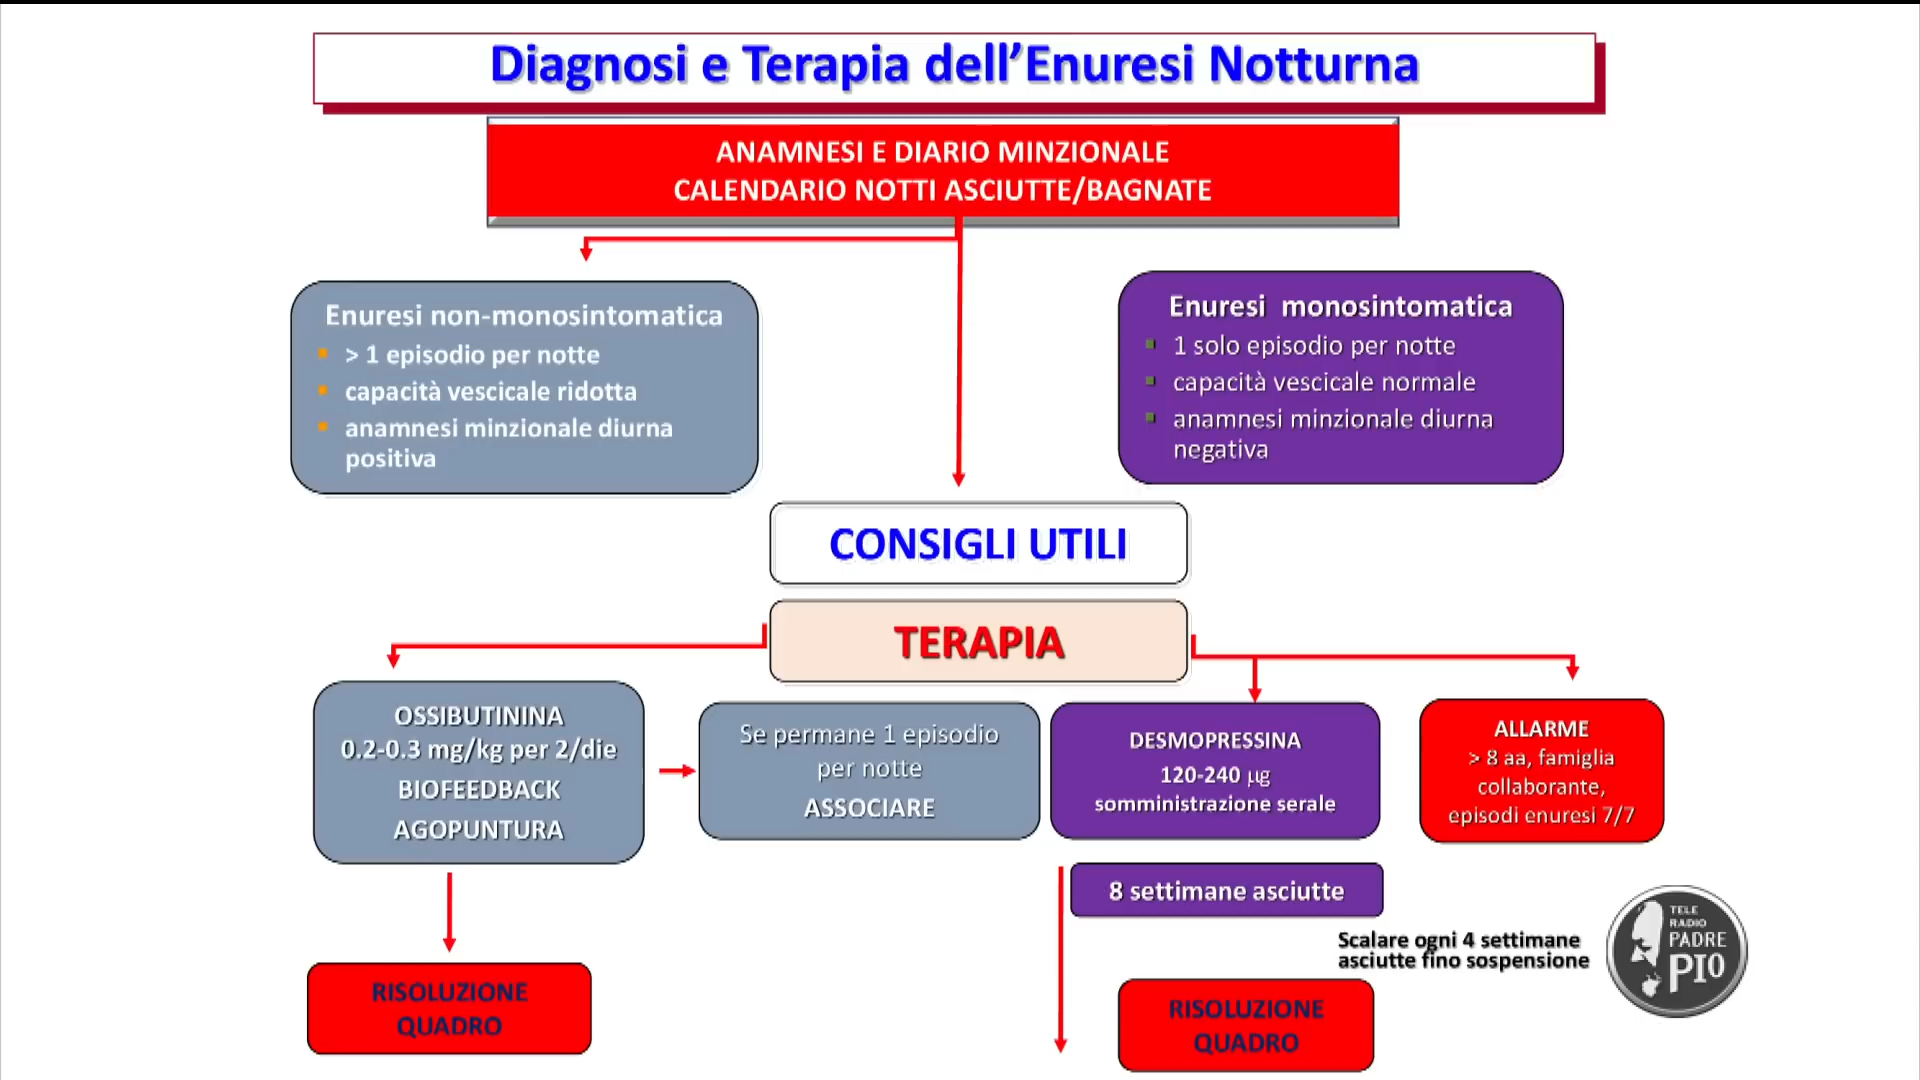 Diagnosi e Terapia dell’Enuresi Notturna
ANAMNESI E DIARIO MINZIONALE
CALENDARIO NOTTI ASCIUTTE/BAGNATE
Enuresi non-monosintomatica
> 1 episodio per notte
capacità vescicale ridotta
anamnesi minzionale diurna
positiva
Enuresi monosintomatica
1 solo episodio per notte
capacità vescicale normale
anamnesi minzionale diurna
negativa
CONSIGLI UTILI
TERAPIA
OSSIBUTININA
0.2-0.3 mg/kg per 2/die
BIOFEEDBACK
AGOPUNTURA
Se permane 1 episodio
per notte
ASSOCIARE
DESMOPRESSINA
120-240 μg
somministrazione serale
ALLARME
> 8 aa, famiglia
collaborante,
episodi enuresi 7/7
8 settimane asciutte
Scalare ogni 4 settimane
asciutte fino sospensione
RISOLUZIONE
QUADRO
RISOLUZIONE
QUADRO
TELE
RADIO
PADRE
PIO